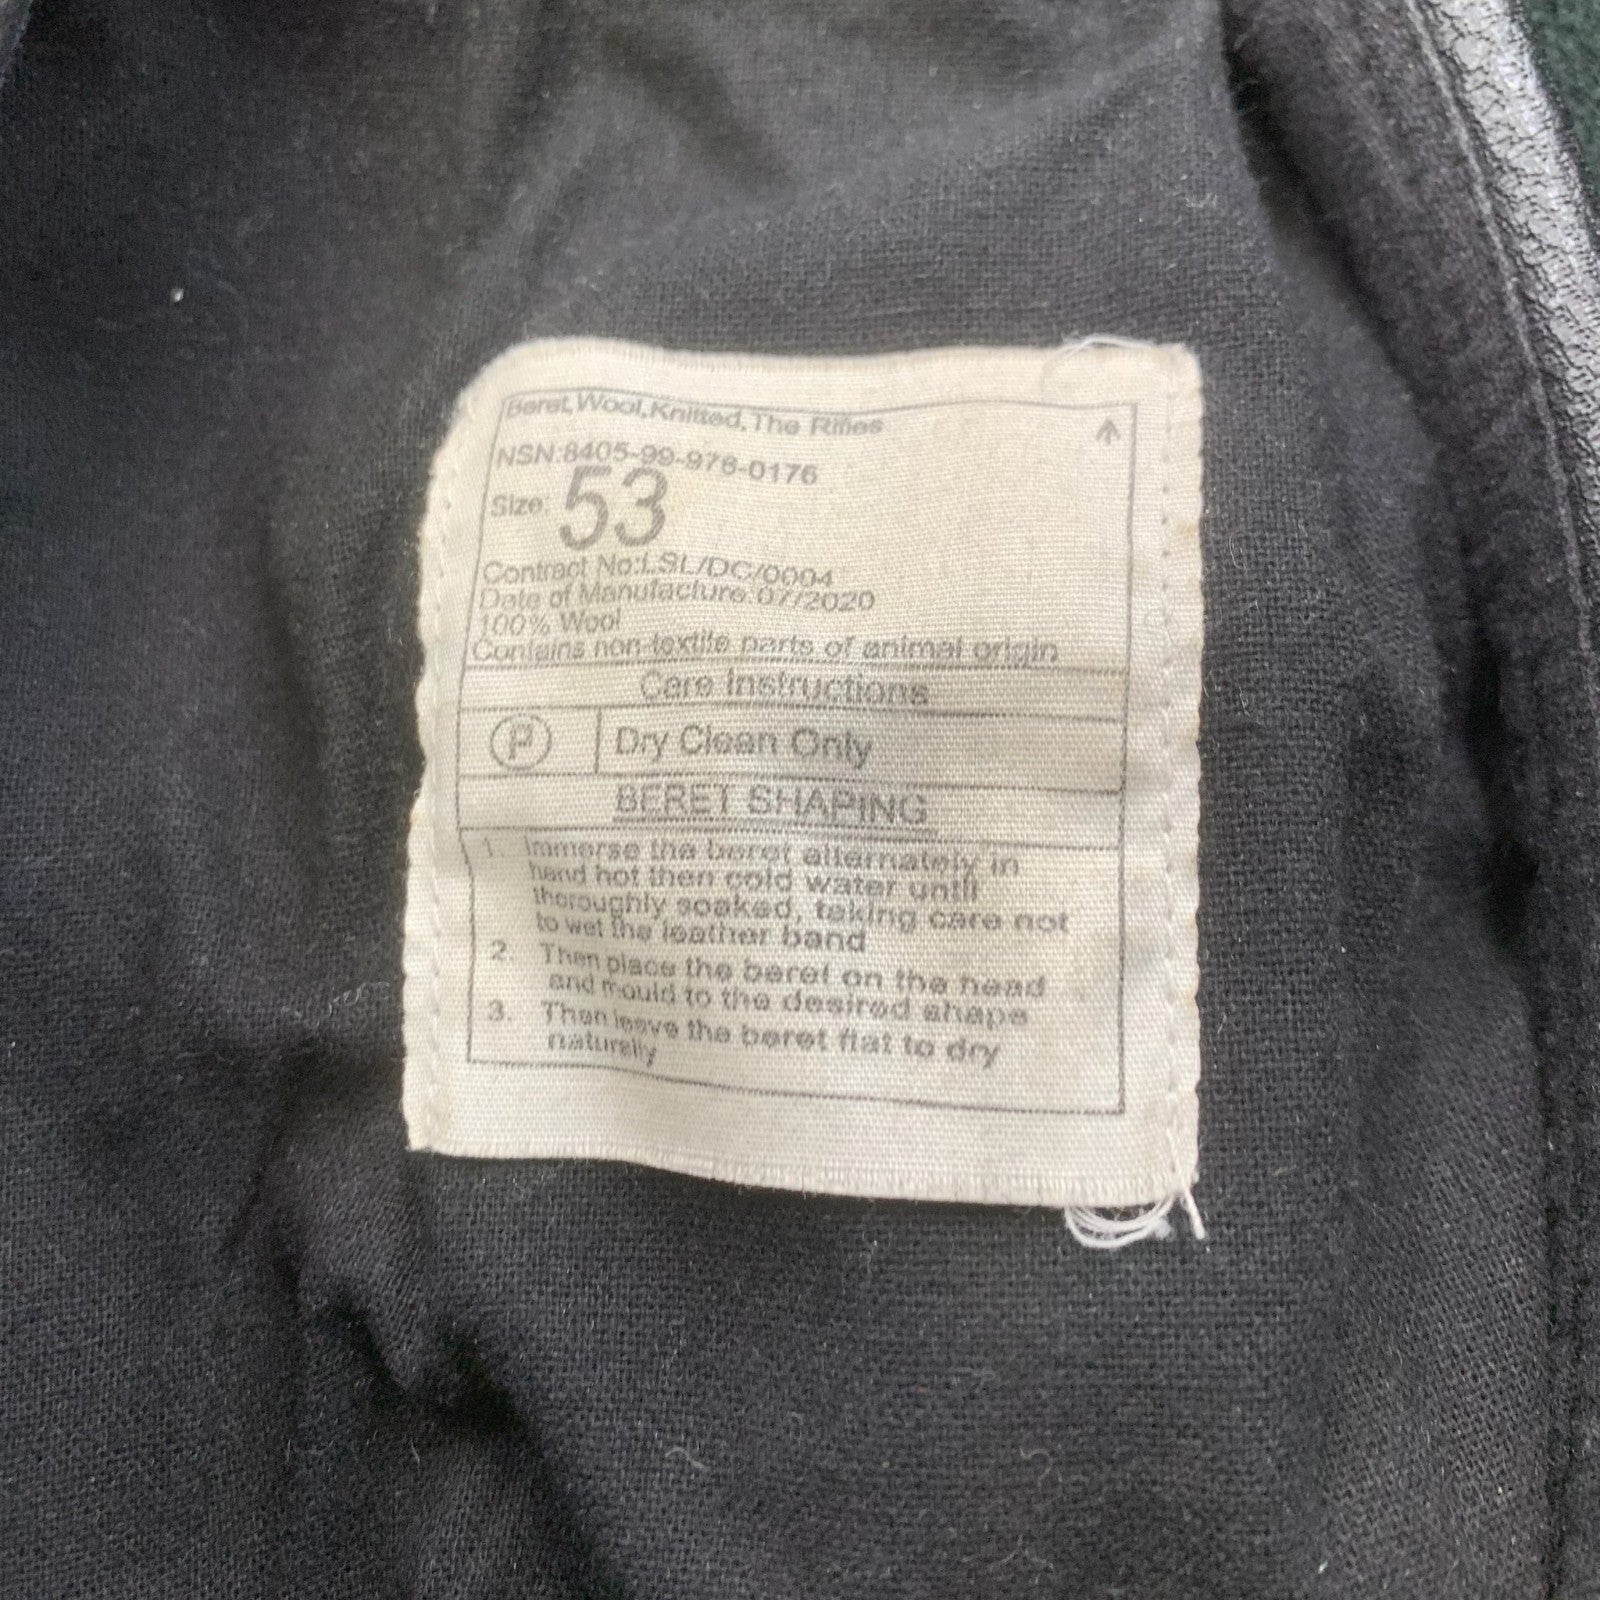 Beret,Wool,Knitted,The Rifles
NSN:8405-99-976-0176
Size: 53
Contract No:LSL/DC/0004
Date of Manufacture:07/2020
100% Wool
Contains non-textile parts of animal origin
Care Instructions
P Dry Clean Only
BERET SHAPING
1. Immerse the beret alternately in
hand hot then cold water until
thoroughly soaked, taking care not
to wet the leather band
2. Then place the beret on the head
and mould to the desired shape
3. Then leave the beret flat to dry
naturally